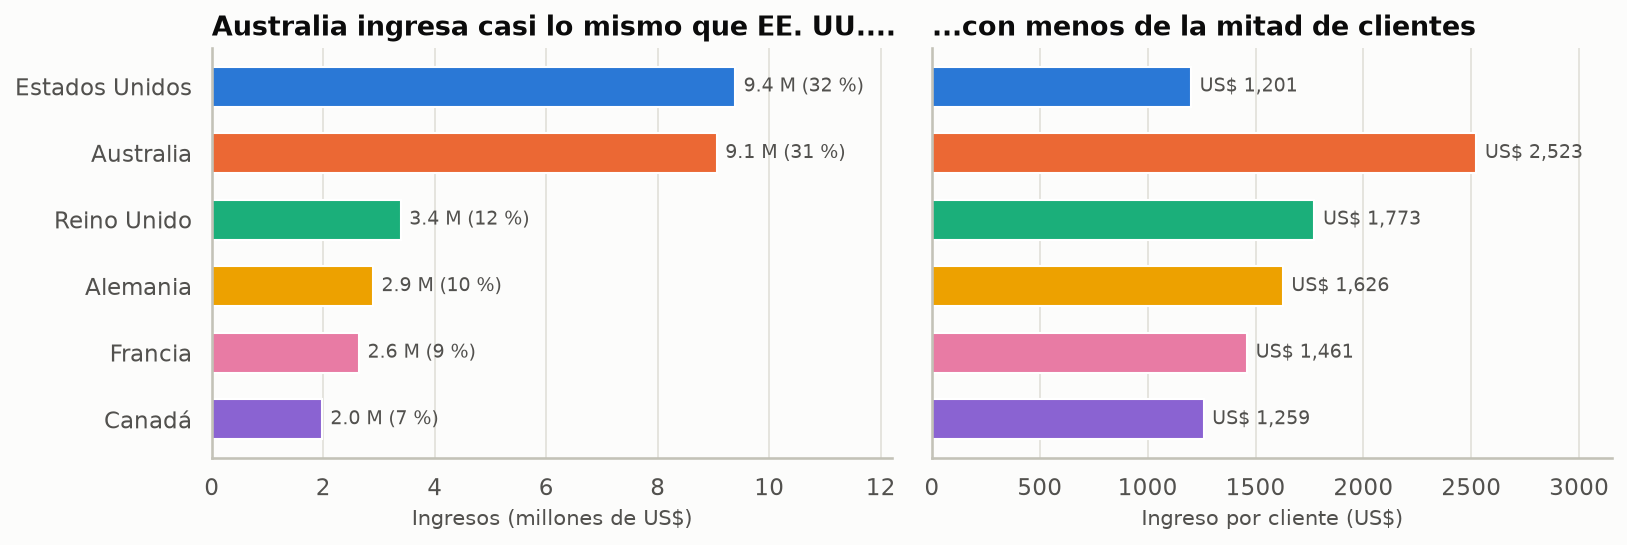 Australia ingresa casi lo mismo que EE. UU....
Estados Unidos
9.4 M (32 %)
Australia
9.1 M (31 %)
Reino Unido
3.4 M (12 %)
Alemania
2.9 M (10 %)
Francia
2.6 M (9 %)
Canadá
2.0 M (7 %)
0 2 4 6 8 10 12
Ingresos (millones de US$)
...con menos de la mitad de clientes
US$ 1,201
US$ 2,523
US$ 1,773
US$ 1,626
US$ 1,461
US$ 1,259
0 500 1000 1500 2000 2500 3000
Ingreso por cliente (US$)